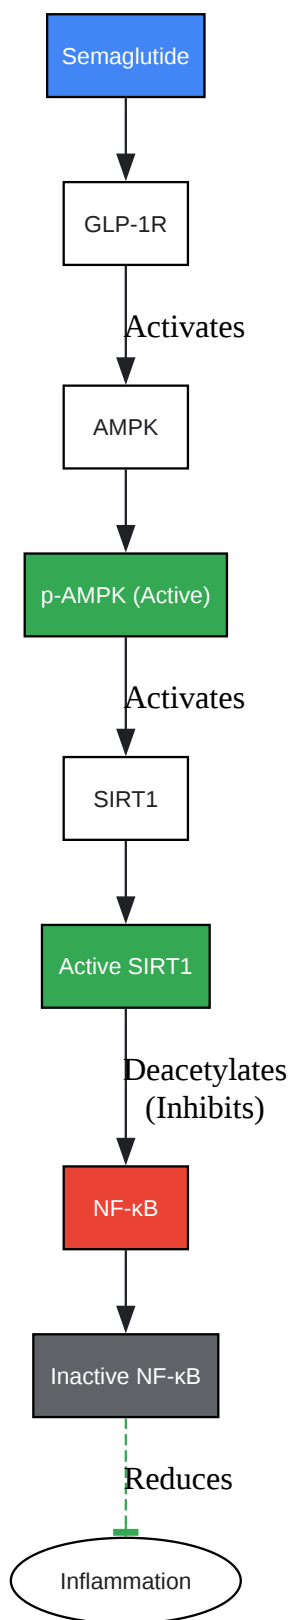 Semaglutide
GLP-1R
Activates
AMPK
p-AMPK (Active)
Activates
SIRT1
Active SIRT1
Deacetylates
(Inhibits)
NF-κB
Inactive NF-κB
Reduces
Inflammation